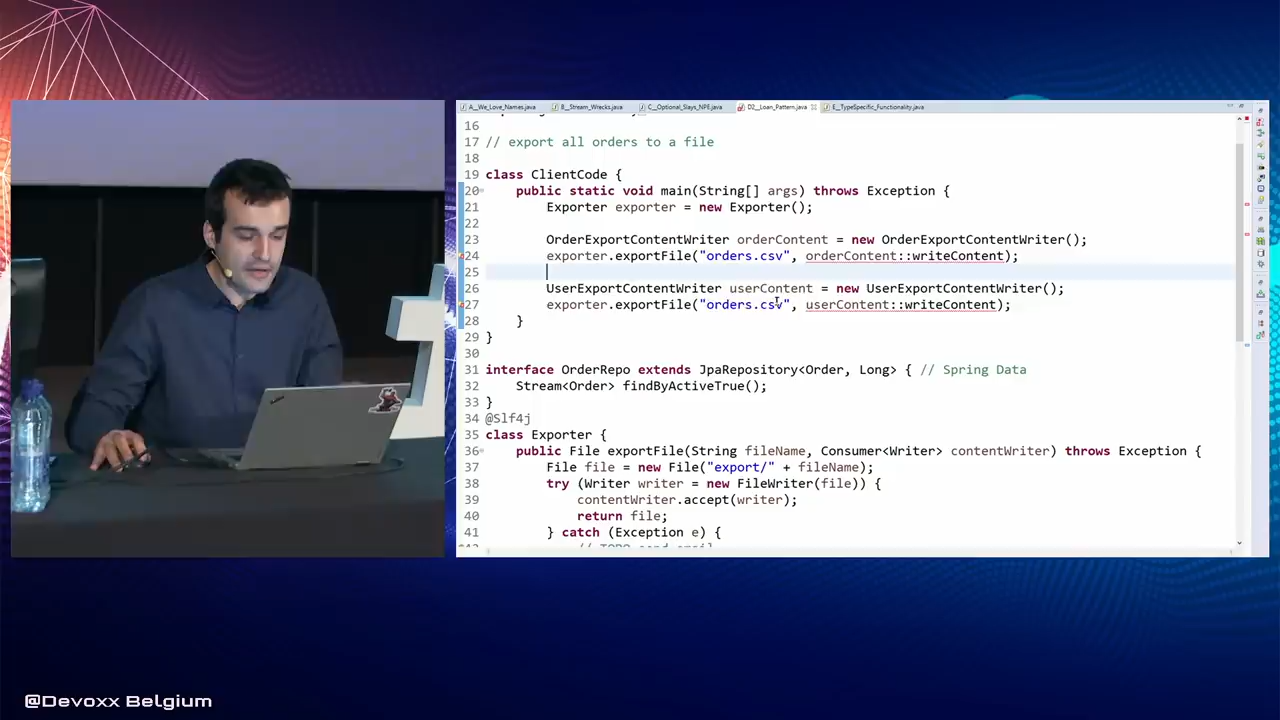 A__We_Love_Names.java B__Stream_Wrecks.java C__Optional_Slays_NPE.java D2__Loan_Pattern.java E__TypeSpecific_Functionality.java
16
17 // export all orders to a file
18
19 class ClientCode {
20 public static void main(String[] args) throws Exception {
21 Exporter exporter = new Exporter();
22
23 OrderExportContentWriter orderContent = new OrderExportContentWriter();
24 exporter.exportFile("orders.csv", orderContent::writeContent);
25
26 UserExportContentWriter userContent = new UserExportContentWriter();
27 exporter.exportFile("orders.csv", userContent::writeContent);
28 }
29 }
30
31 interface OrderRepo extends JpaRepository<Order, Long> { // Spring Data
32 Stream<Order> findByActiveTrue();
33 }
34 @Slf4j
35 class Exporter {
36 public File exportFile(String fileName, Consumer<Writer> contentWriter) throws Exception {
37 File file = new File("export/" + fileName);
38 try (Writer writer = new FileWriter(file)) {
39 contentWriter.accept(writer);
40 return file;
41 } catch (Exception e) {
@Devoxx Belgium